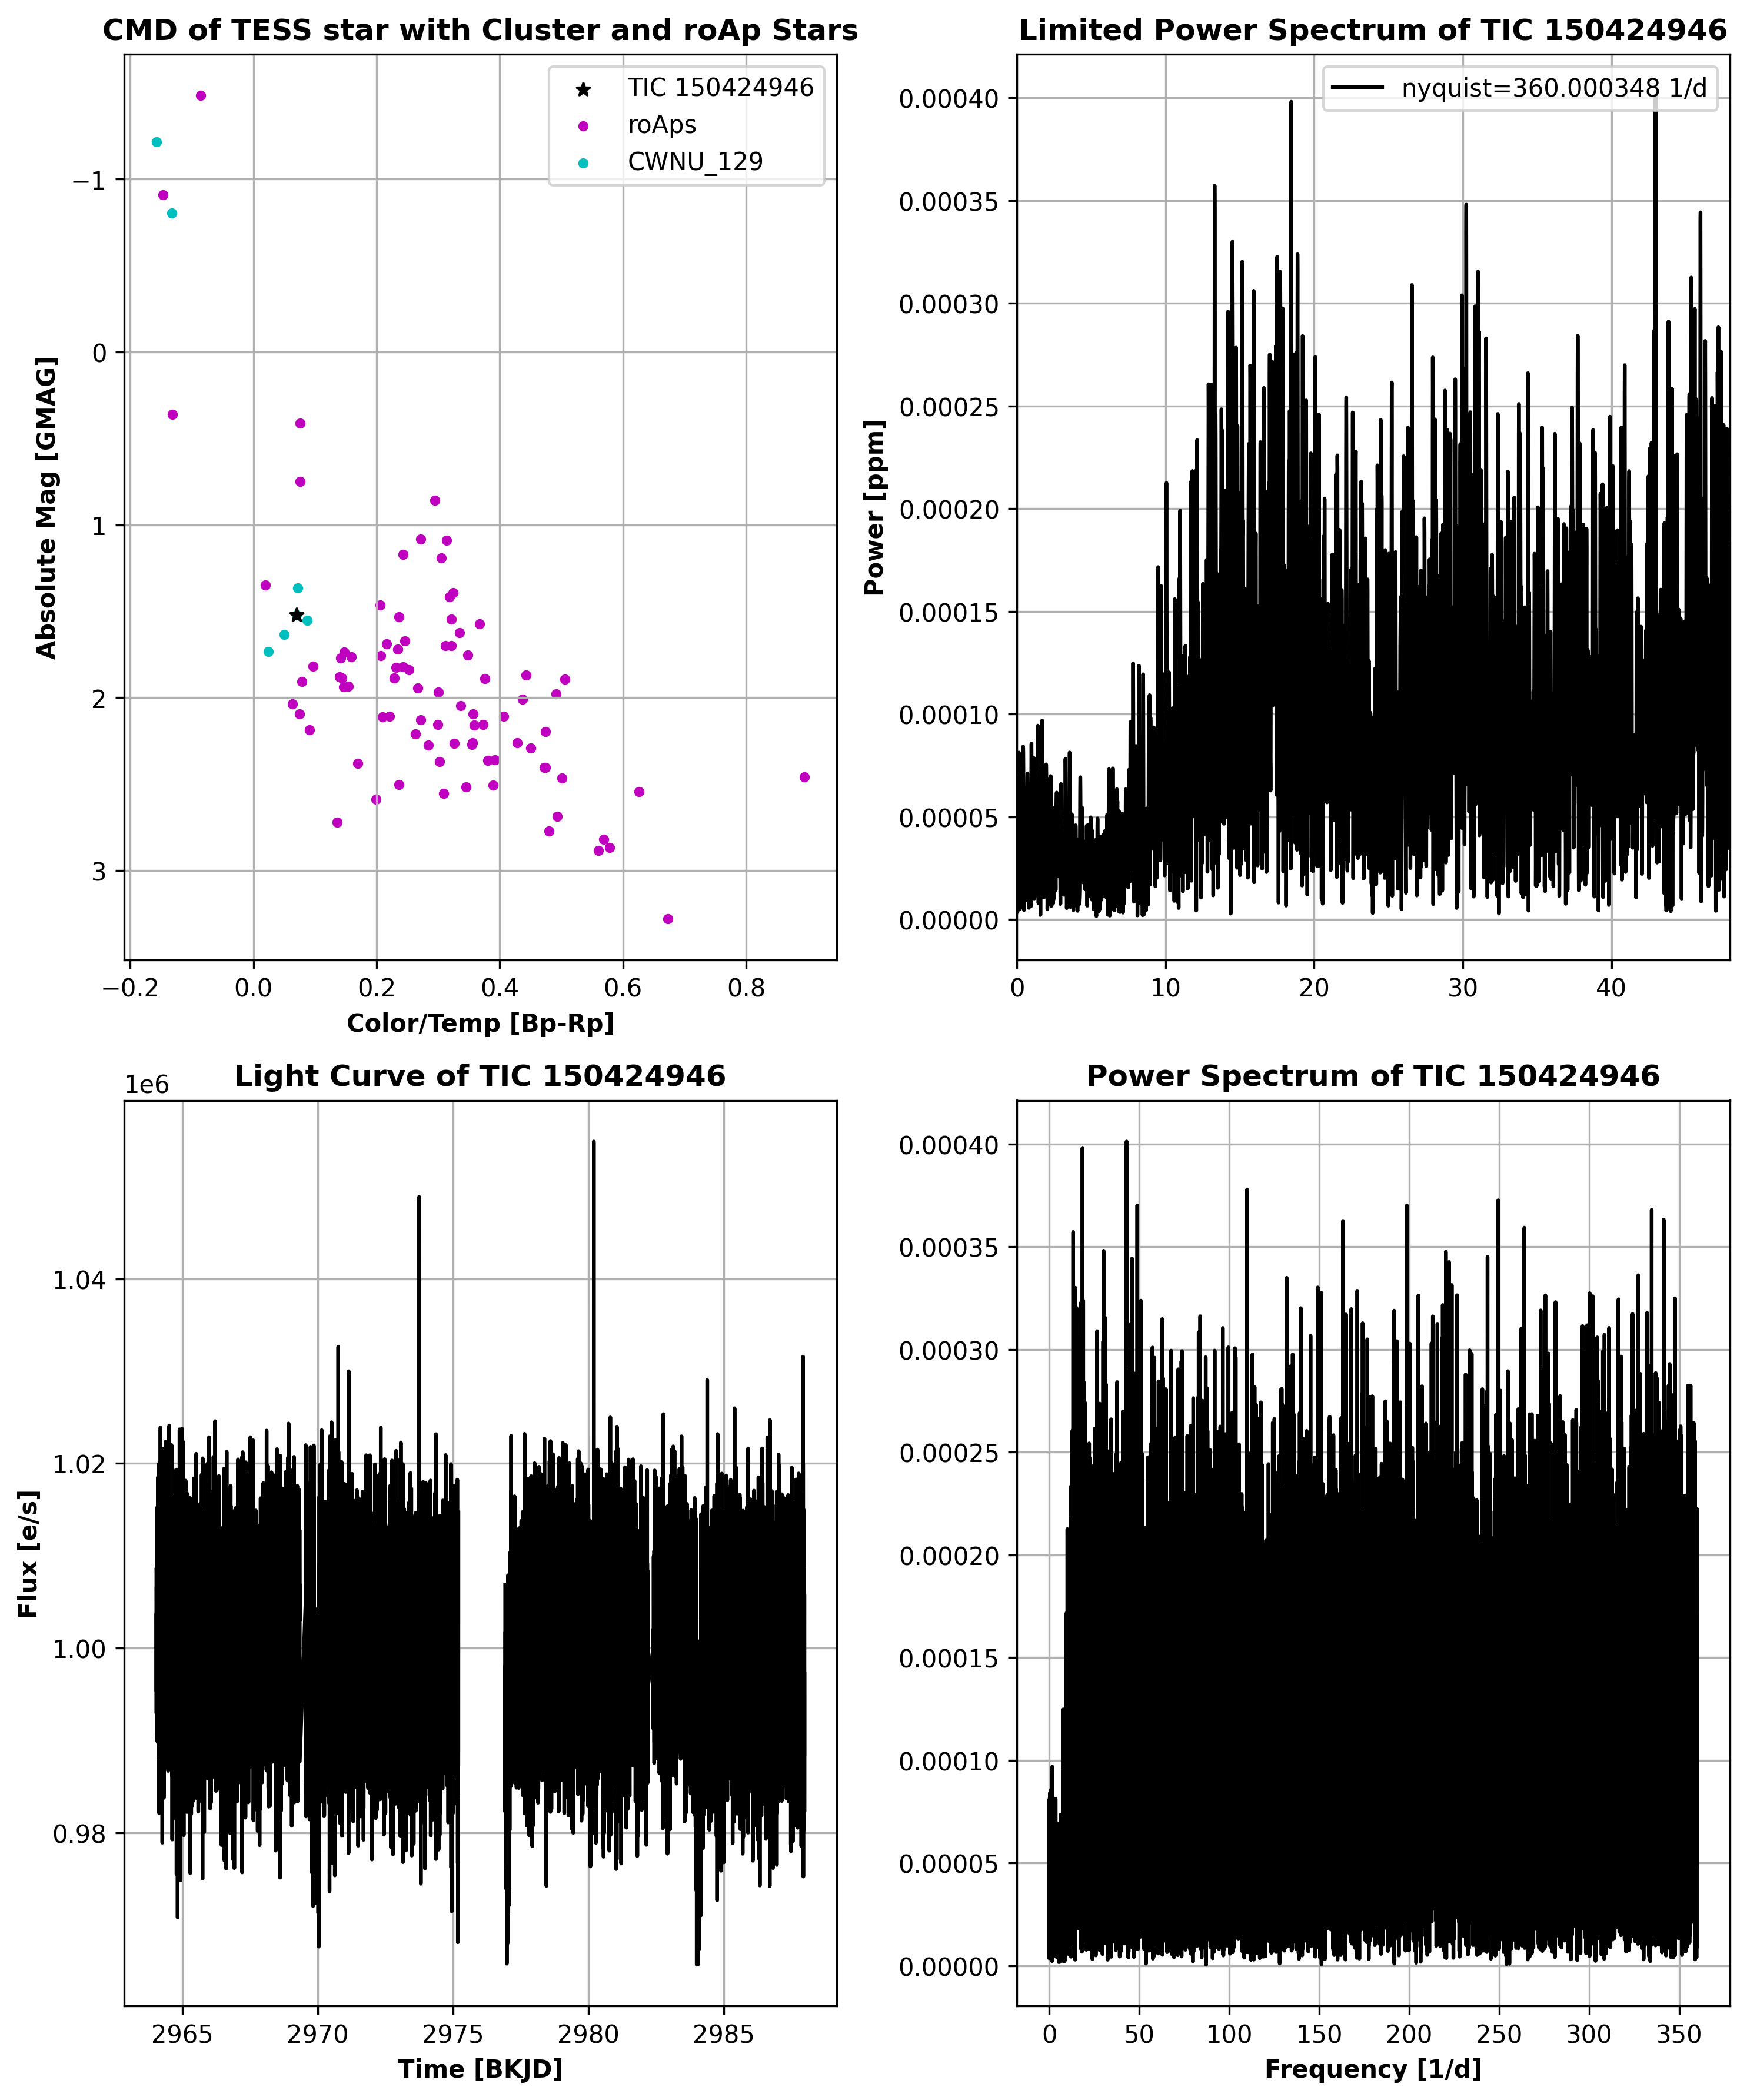 CMD of TESS star with Cluster and roAp Stars
TIC 150424946
roAps
CWNU_129
−1
0
1
2
3
Absolute Mag [GMAG]
−0.2 0.0 0.2 0.4 0.6 0.8
Color/Temp [Bp-Rp]
Limited Power Spectrum of TIC 150424946
nyquist=360.000348 1/d
0.00040
0.00035
0.00030
0.00025
0.00020
0.00015
0.00010
0.00005
0.00000
Power [ppm]
0 10 20 30 40
Light Curve of TIC 150424946
1e6
1.04
1.02
1.00
0.98
Flux [e/s]
2965 2970 2975 2980 2985
Time [BKJD]
Power Spectrum of TIC 150424946
0.00040
0.00035
0.00030
0.00025
0.00020
0.00015
0.00010
0.00005
0.00000
0 50 100 150 200 250 300 350
Frequency [1/d]